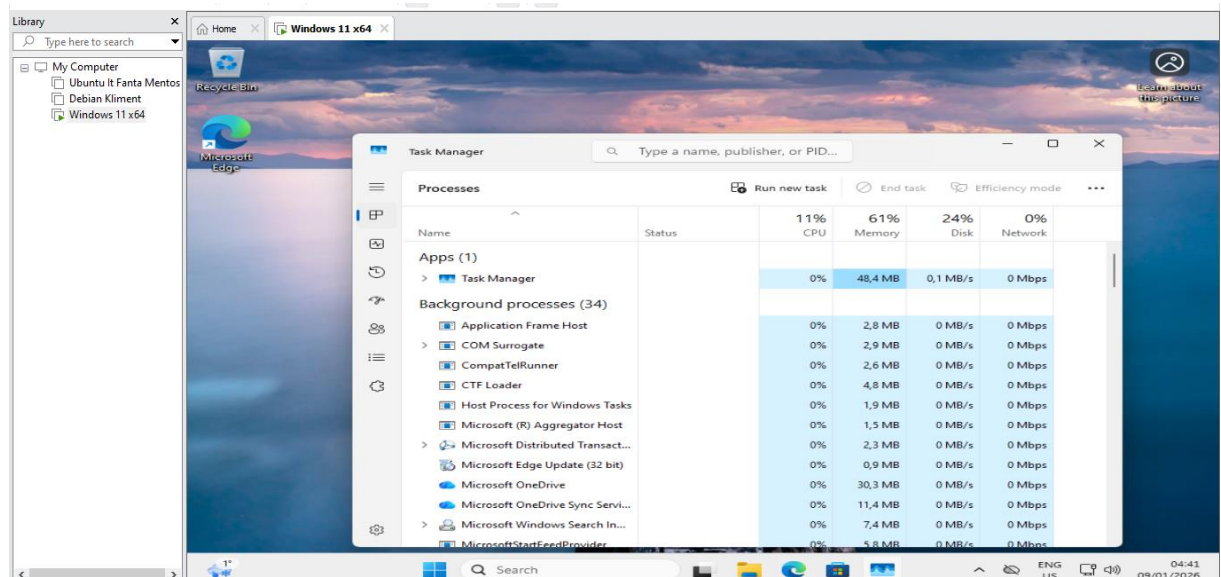 Library
Type here to search
My Computer
Ubuntu It Fanta Mentos
Debian Kliment
Windows 11 x64
Home
Windows 11 x64
Recycle Bin
Microsoft
Edge
Learn about
this picture
Task Manager
Type a name, publisher, or PID...
Processes
Run new task
End task
Efficiency mode
11% 61% 24% 0%
Name Status CPU Memory Disk Network
Apps (1)
Task Manager 0% 48,4 MB 0,1 MB/s 0 Mbps
Background processes (34)
Application Frame Host 0% 2,8 MB 0 MB/s 0 Mbps
COM Surrogate 0% 2,9 MB 0 MB/s 0 Mbps
CompatTelRunner 0% 2,6 MB 0 MB/s 0 Mbps
CTF Loader 0% 4,8 MB 0 MB/s 0 Mbps
Host Process for Windows Tasks 0% 1,9 MB 0 MB/s 0 Mbps
Microsoft (R) Aggregator Host 0% 1,5 MB 0 MB/s 0 Mbps
Microsoft Distributed Transact... 0% 2,3 MB 0 MB/s 0 Mbps
Microsoft Edge Update (32 bit) 0% 0,9 MB 0 MB/s 0 Mbps
Microsoft OneDrive 0% 30,3 MB 0 MB/s 0 Mbps
Microsoft OneDrive Sync Servi... 0% 11,4 MB 0 MB/s 0 Mbps
Microsoft Windows Search In... 0% 7,4 MB 0 MB/s 0 Mbps
MicrosoftStartFeedProvider 0% 5,8 MB 0 MB/s 0 Mbps
1°
Search
ENG
US
04:41
09/01/2026